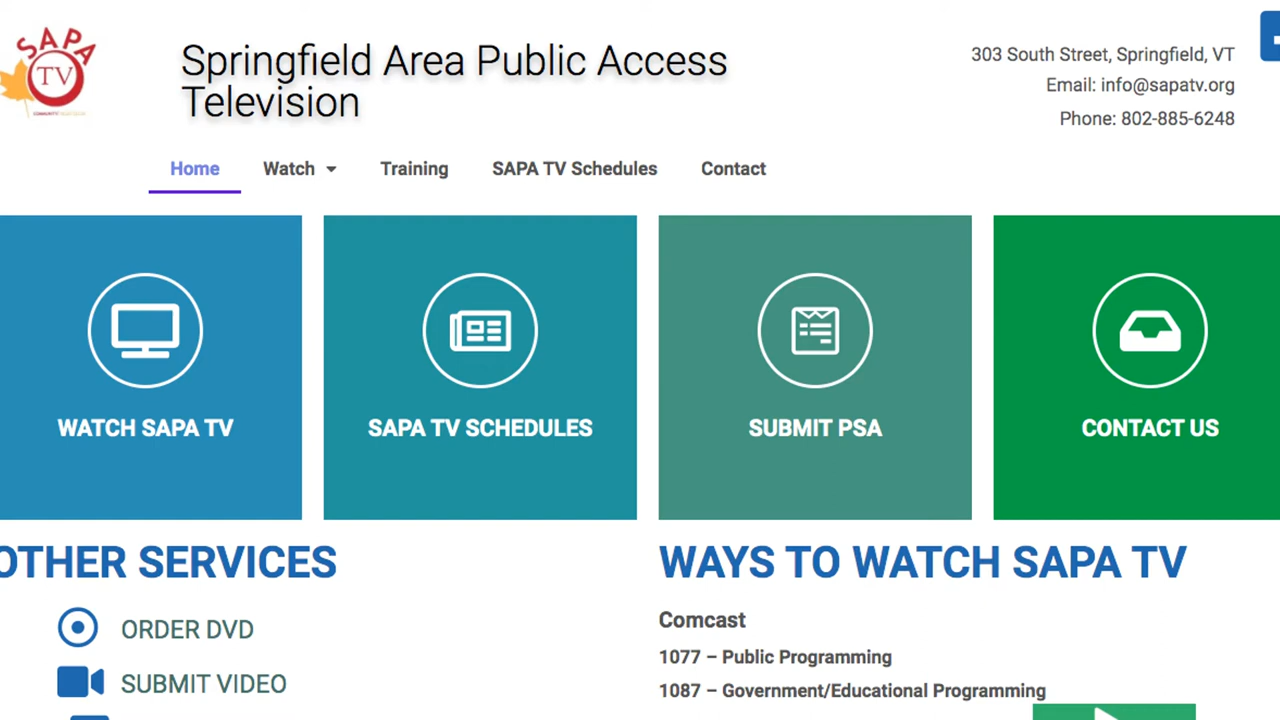 SAPA
TV
Springfield Area Public Access
Television
303 South Street, Springfield, VT
Email: info@sapatv.org
Phone: 802-885-6248
Home Watch Training SAPA TV Schedules Contact
WATCH SAPA TV
SAPA TV SCHEDULES
SUBMIT PSA
CONTACT US
OTHER SERVICES
ORDER DVD
SUBMIT VIDEO
WAYS TO WATCH SAPA TV
Comcast
1077 – Public Programming
1087 – Government/Educational Programming